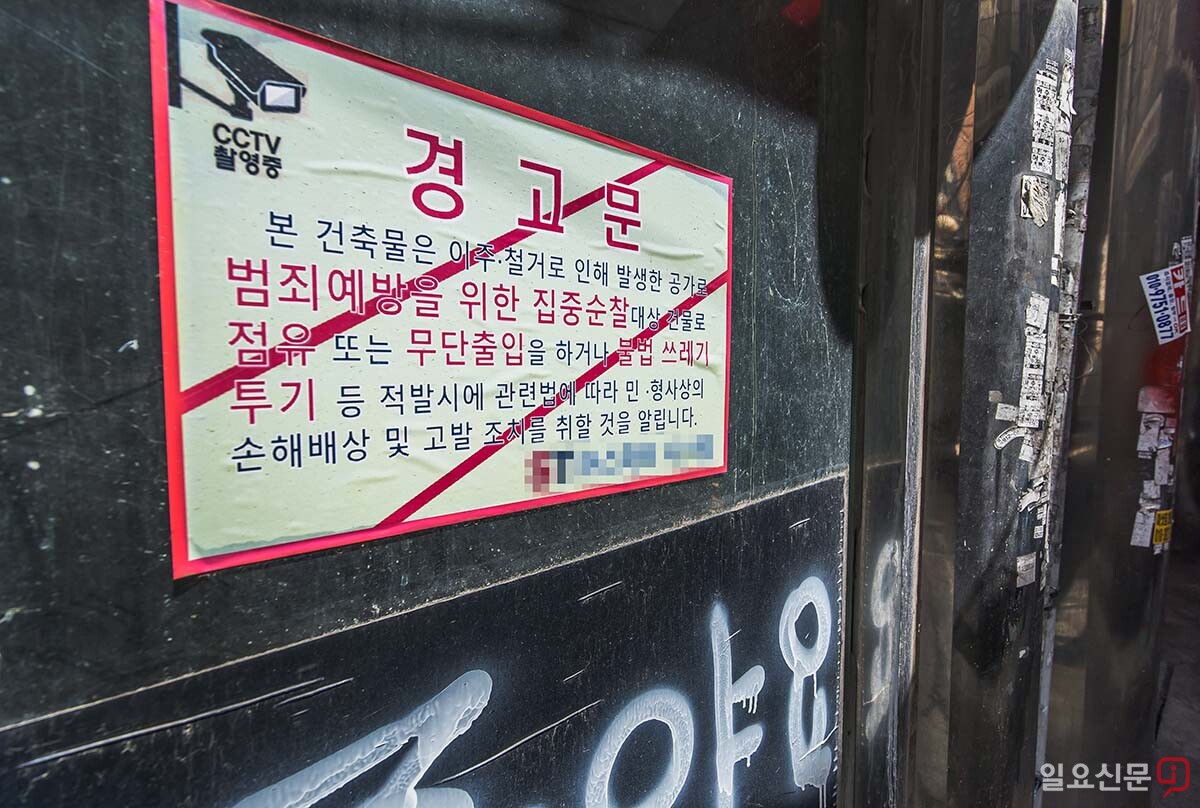 CCTV
촬영중
경고문
본 건축물은 이주·철거로 인해 발생한 공가로
범죄예방을 위한 집중순찰대상 건물로
점유 또는 무단출입을 하거나 불법 쓰레기
투기 등 적발시에 관련법에 따라 민·형사상의
손해배상 및 고발 조치를 취할 것을 알립니다.
카드
010-9751-0877
일요신문